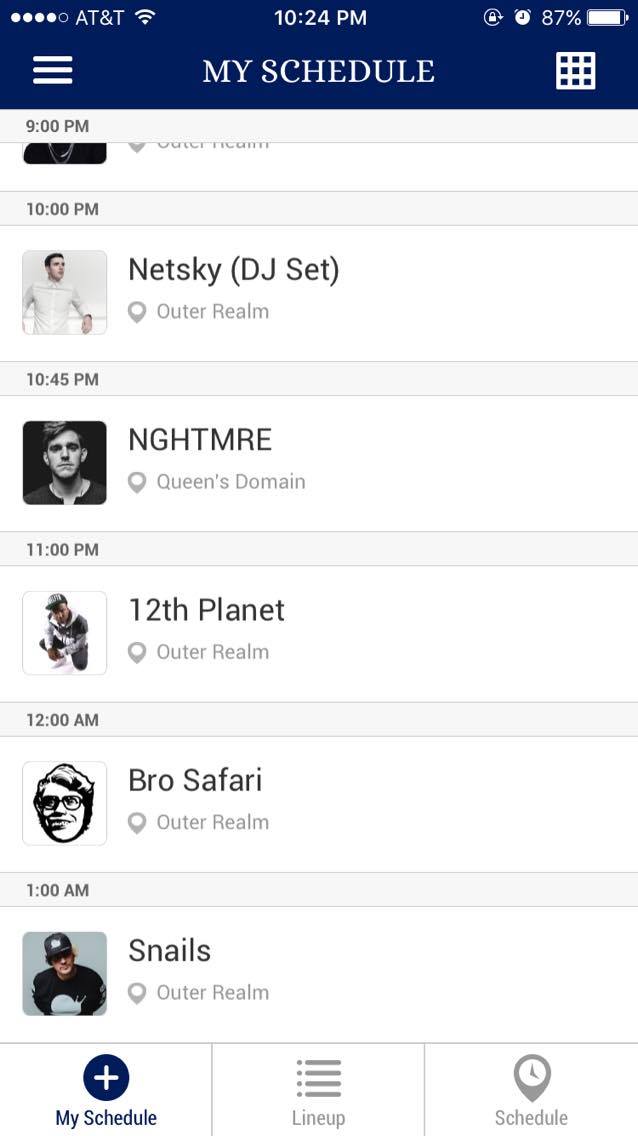 AT&T 10:24 PM 87%
MY SCHEDULE
9:00 PM
Outer Realm
10:00 PM
Netsky (DJ Set)
Outer Realm
10:45 PM
NGHTMRE
Queen's Domain
11:00 PM
12th Planet
Outer Realm
12:00 AM
Bro Safari
Outer Realm
1:00 AM
Snails
Outer Realm
My Schedule Lineup Schedule